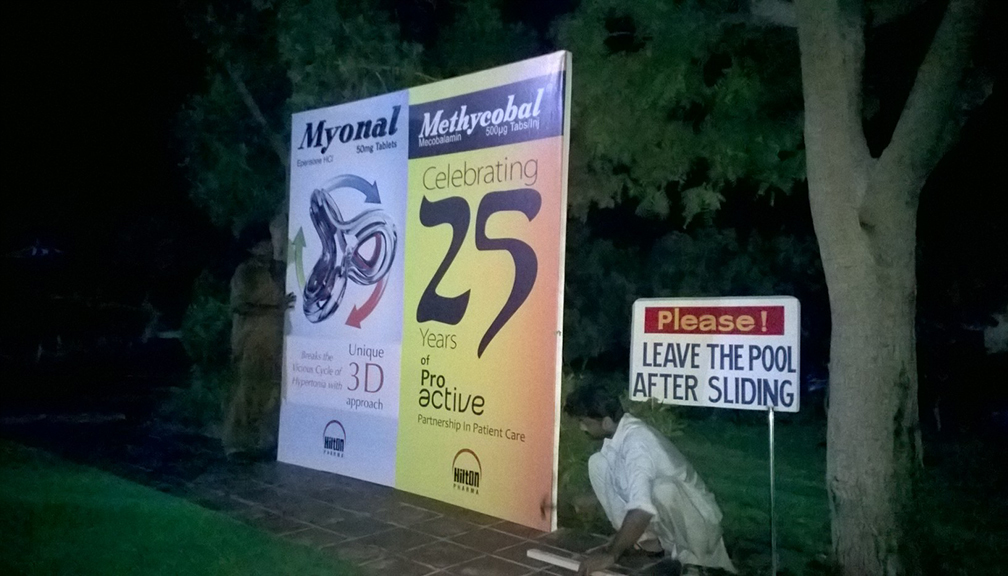 Myonal
50mg Tablets
Eperisone HCl
Breaks the
Vicious Cycle of
Hypertonia with
Unique
3D
approach
Hilton
PHARMA
Methycobal
Mecobalamin
500µg Tabs/Inj
Celebrating
25
Years
of
Pro
active
Partnership In Patient Care
Hilton
PHARMA
Please!
LEAVE THE POOL
AFTER SLIDING